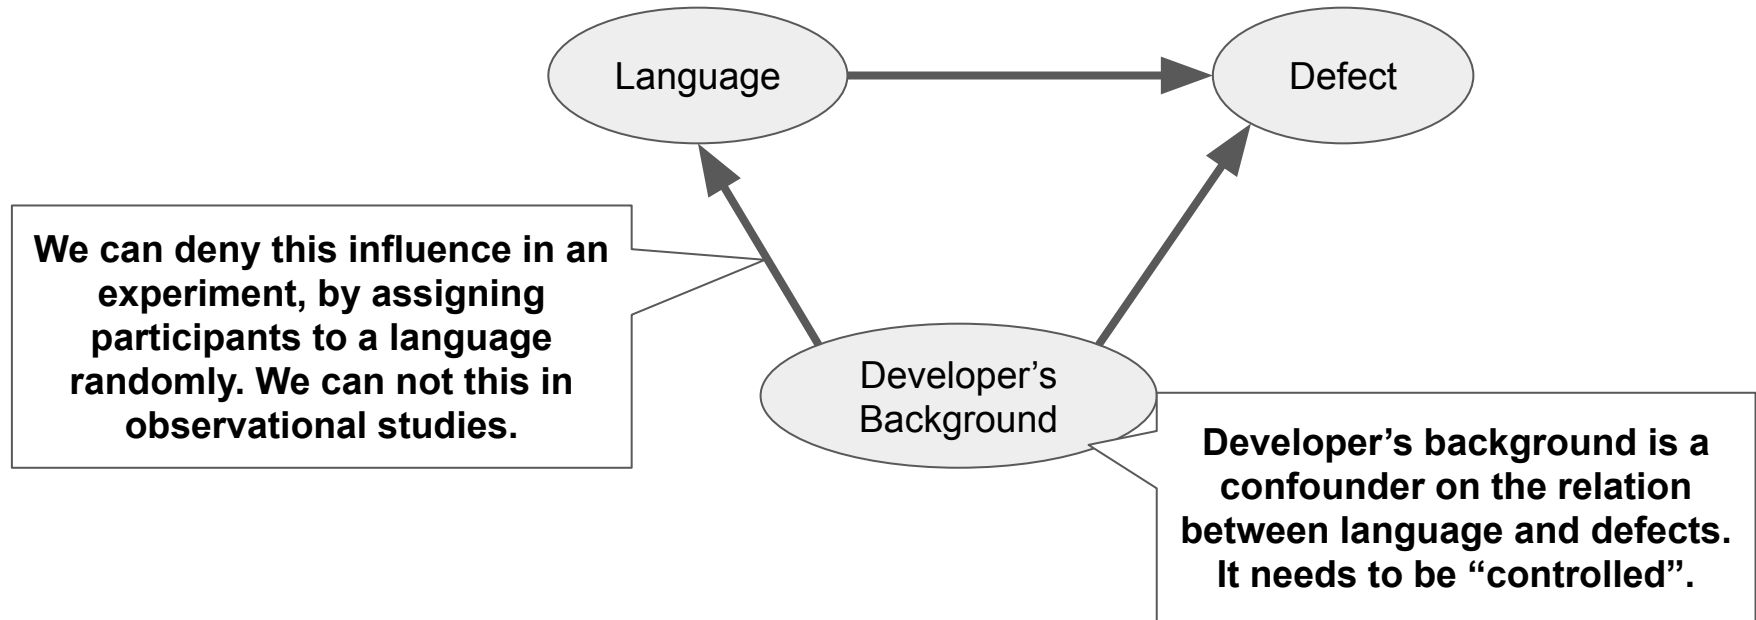 Language
Defect
We can deny this influence in an
experiment, by assigning
participants to a language
randomly. We can not this in
observational studies.
Developer’s
Background
Developer’s background is a
confounder on the relation
between language and defects.
It needs to be “controlled”.